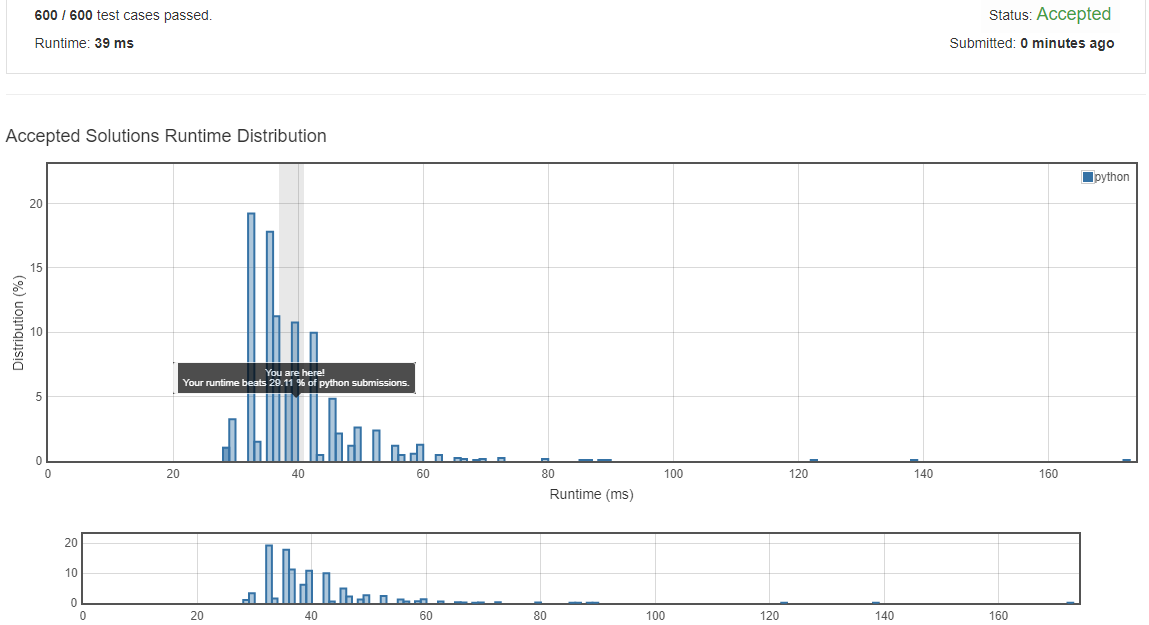 600 / 600 test cases passed.
Status: Accepted
Runtime: 39 ms
Submitted: 0 minutes ago
Accepted Solutions Runtime Distribution
python
20
15
10
5
0
Distribution (%)
You are here!
Your runtime beats 29.11 % of python submissions.
0 20 40 60 80 100 120 140 160
Runtime (ms)
20
10
0
0 20 40 60 80 100 120 140 160